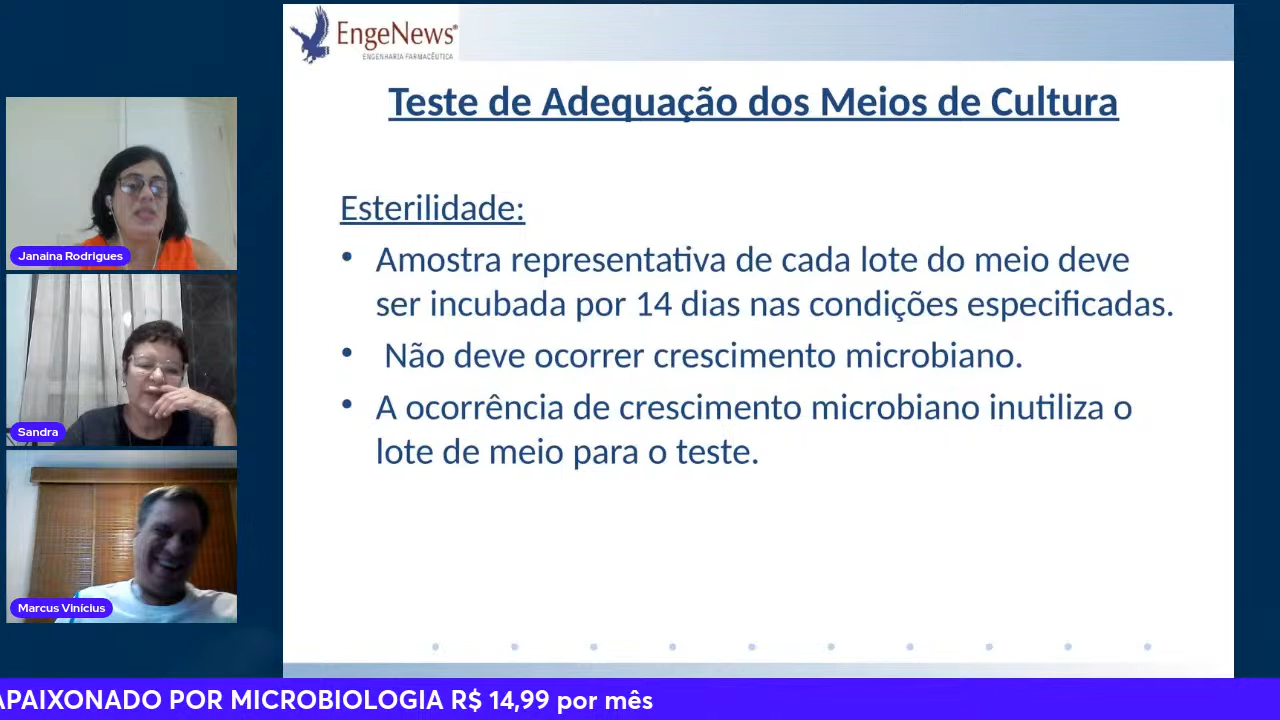 EngeNews®
ENGENHARIA FARMACÊUTICA
Teste de Adequação dos Meios de Cultura
Esterilidade:
• Amostra representativa de cada lote do meio deve
ser incubada por 14 dias nas condições especificadas.
• Não deve ocorrer crescimento microbiano.
• A ocorrência de crescimento microbiano inutiliza o
lote de meio para o teste.
Janaina Rodrigues
Sandra
Marcus Vinícius
APAIXONADO POR MICROBIOLOGIA R$ 14,99 por mês